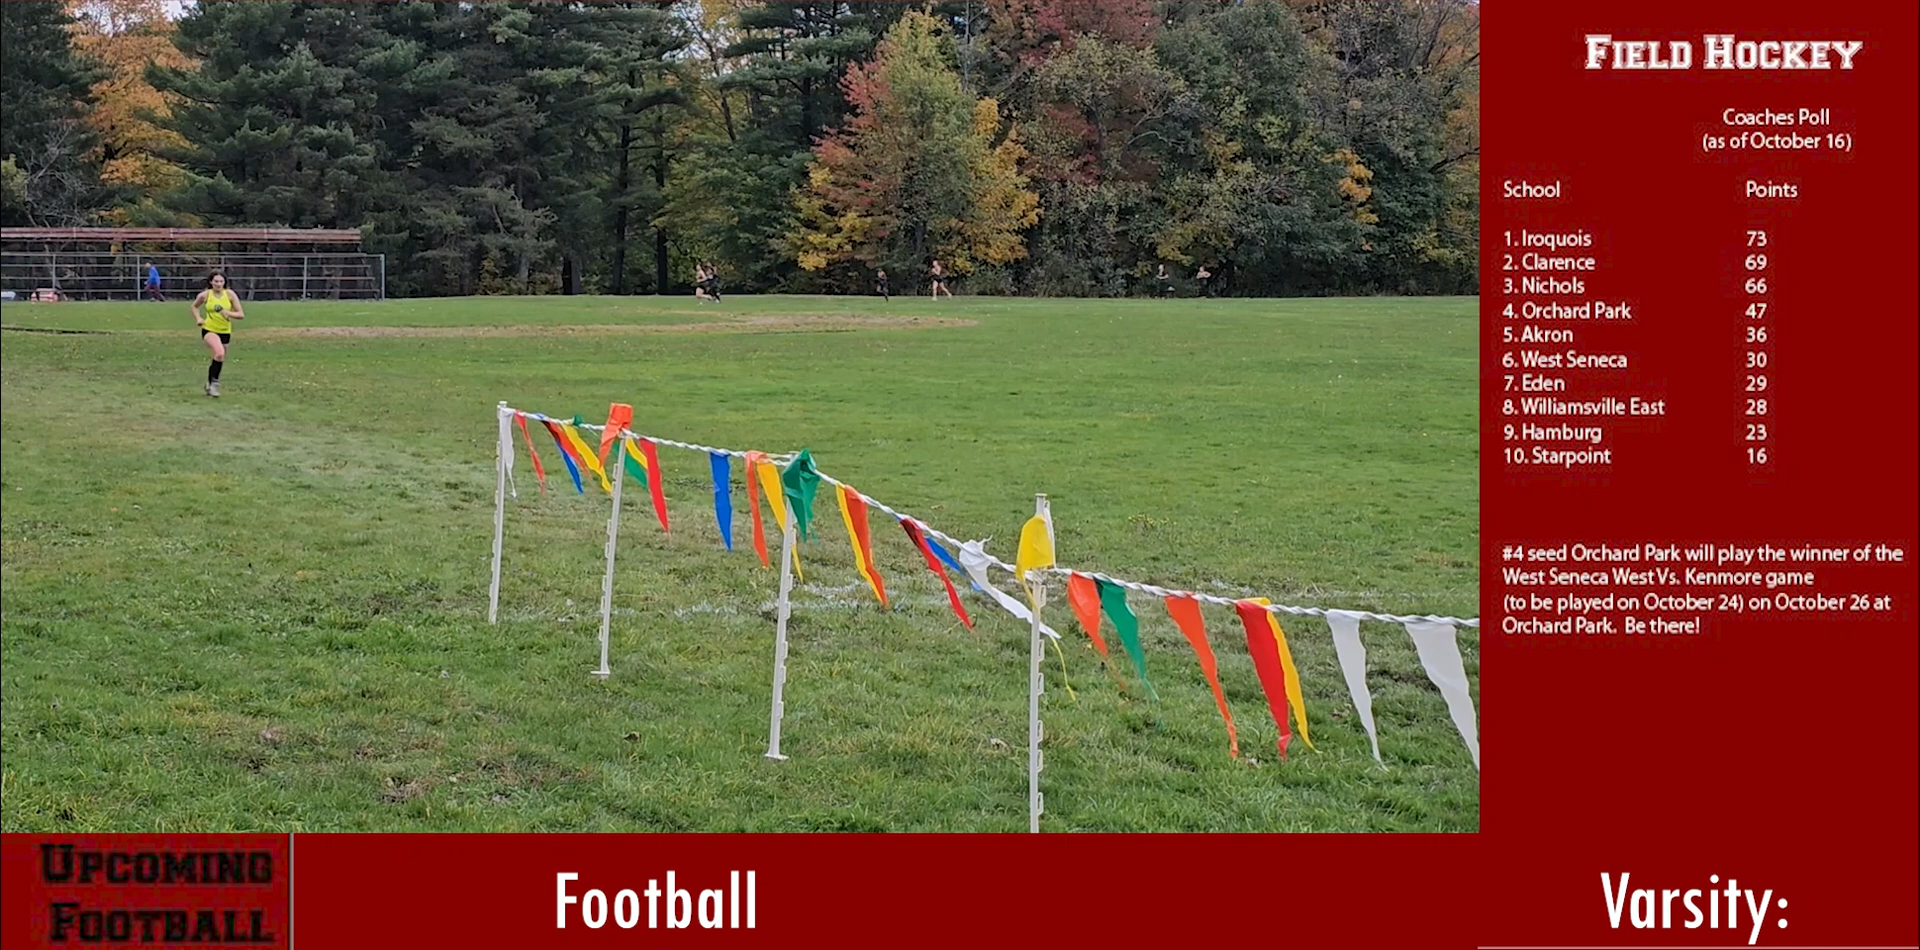 Field Hockey
Coaches Poll
(as of October 16)
School Points
1. Iroquois 73
2. Clarence 69
3. Nichols 66
4. Orchard Park 47
5. Akron 36
6. West Seneca 30
7. Eden 29
8. Williamsville East 28
9. Hamburg 23
10. Starpoint 16
#4 seed Orchard Park will play the winner of the
West Seneca West Vs. Kenmore game
(to be played on October 24) on October 26 at
Orchard Park. Be there!
Upcoming
Football
Football
Varsity: